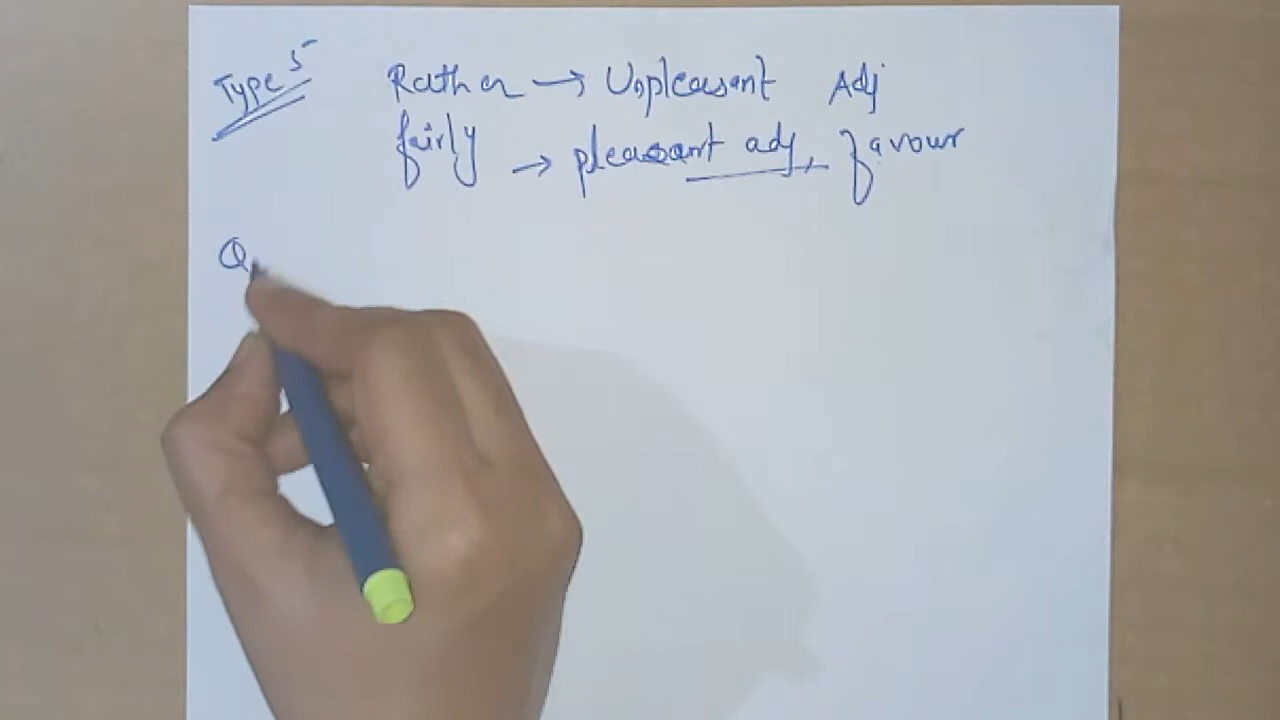 Type 5
Rather → Unpleasant Adj
fairly → pleasant adj, favour
Q